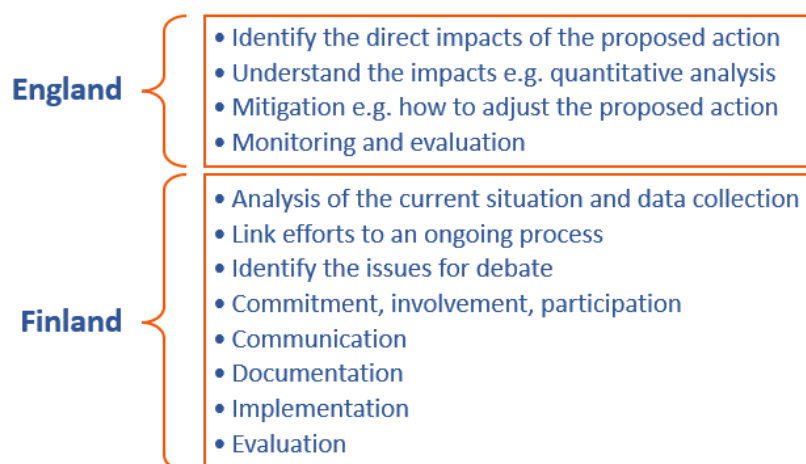 England
• Identify the direct impacts of the proposed action
• Understand the impacts e.g. quantitative analysis
• Mitigation e.g. how to adjust the proposed action
• Monitoring and evaluation
Finland
• Analysis of the current situation and data collection
• Link efforts to an ongoing process
• Identify the issues for debate
• Commitment, involvement, participation
• Communication
• Documentation
• Implementation
• Evaluation